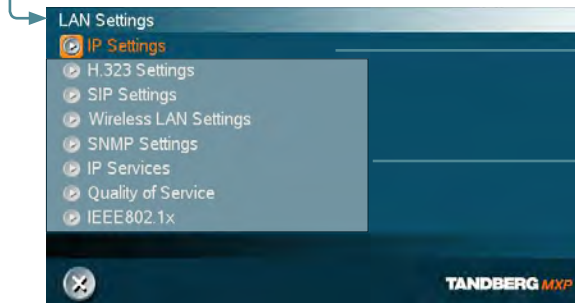 LAN Settings
IP Settings
H.323 Settings
SIP Settings
Wireless LAN Settings
SNMP Settings
IP Services
Quality of Service
IEEE802.1x
TANDBERG MXP